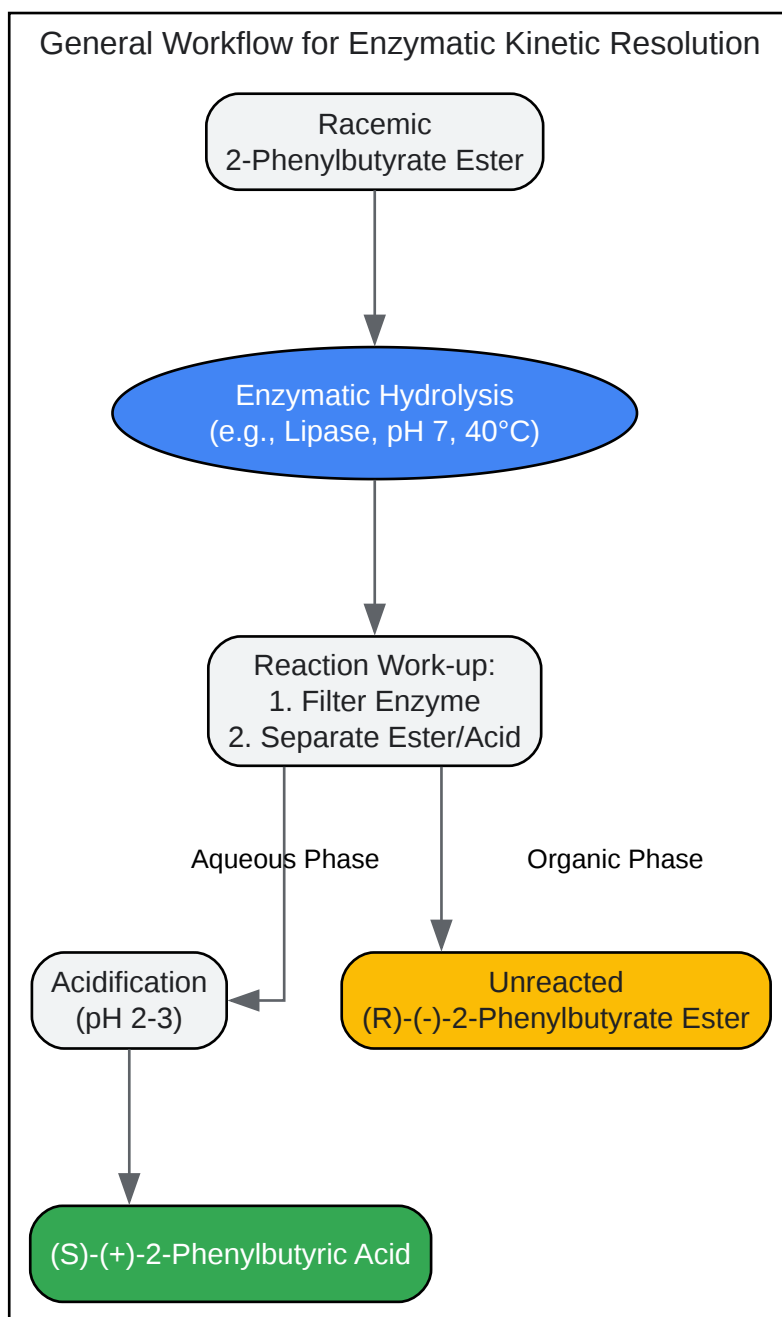 General Workflow for Enzymatic Kinetic Resolution
Racemic
2-Phenylbutyrate Ester
Enzymatic Hydrolysis
(e.g., Lipase, pH 7, 40°C)
Reaction Work-up:
1. Filter Enzyme
2. Separate Ester/Acid
Aqueous Phase
Organic Phase
Acidification
(pH 2-3)
Unreacted
(R)-(-)-2-Phenylbutyrate Ester
(S)-(+)-2-Phenylbutyric Acid